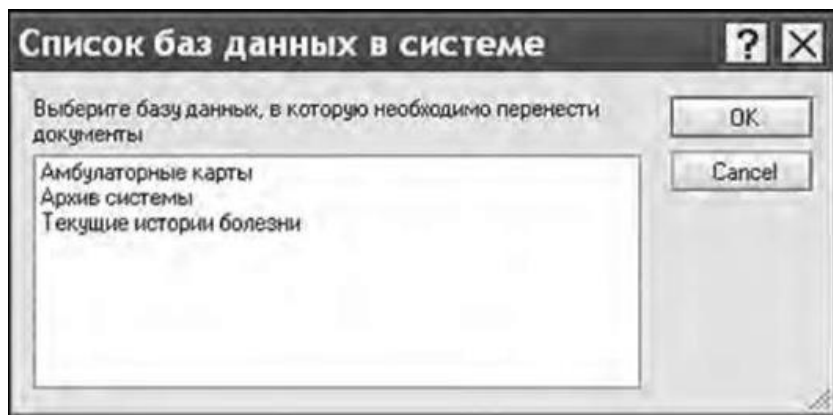 Список баз данных в системе
Выберите базу данных, в которую необходимо перенести
документы
OK
Cancel
Амбулаторные карты
Архив системы
Текущие истории болезни